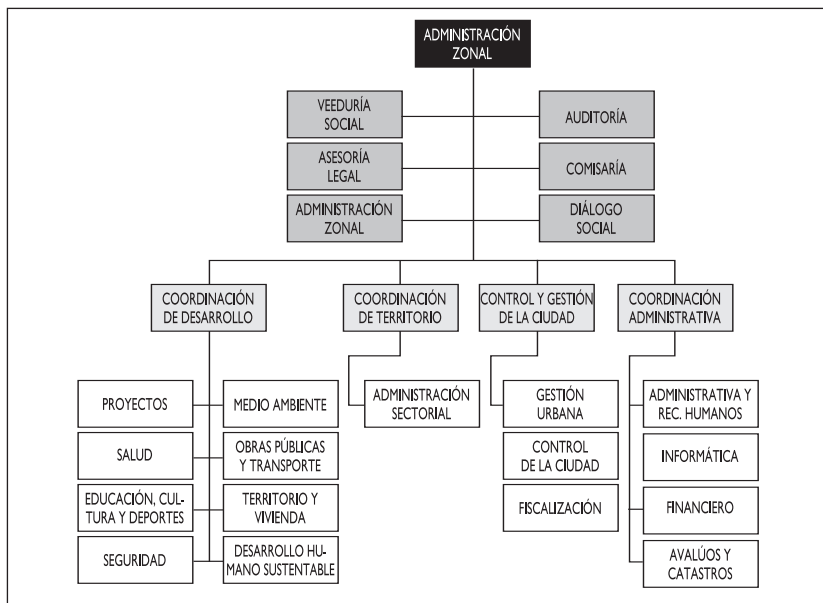 ADMINISTRACIÓN
ZONAL
VEEDURÍA
SOCIAL
AUDITORÍA
ASESORÍA
LEGAL
COMISARÍA
ADMINISTRACIÓN
ZONAL
DIÁLOGO
SOCIAL
COORDINACIÓN
DE DESARROLLO
COORDINACIÓN
DE TERRITORIO
CONTROL Y GESTIÓN
DE LA CIUDAD
COORDINACIÓN
ADMINISTRATIVA
PROYECTOS
MEDIO AMBIENTE
SALUD
OBRAS PÚBLICAS
Y TRANSPORTE
EDUCACIÓN, CUL-
TURA Y DEPORTES
TERRITORIO Y
VIVIENDA
SEGURIDAD
DESARROLLO HU-
MANO SUSTENTABLE
ADMINISTRACIÓN
SECTORIAL
GESTIÓN
URBANA
CONTROL
DE LA CIUDAD
FISCALIZACIÓN
ADMINISTRATIVA Y
REC. HUMANOS
INFORMÁTICA
FINANCIERO
AVALÚOS Y
CATASTROS